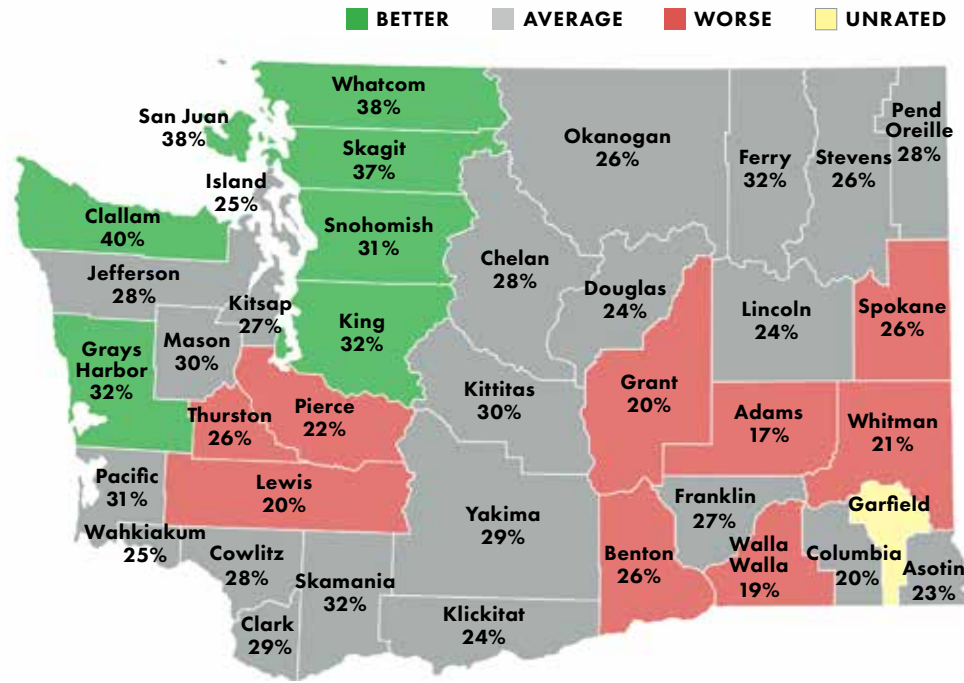 BETTER AVERAGE WORSE UNRATED
Whatcom
38%
San Juan
38%
Skagit
37%
Island
25%
Clallam
40%
Snohomish
31%
Jefferson
28%
Kitsap
27%
King
32%
Mason
30%
Grays
Harbor
32%
Thurston
26%
Pierce
22%
Pacific
31%
Lewis
20%
Wahkiakum
25%
Cowlitz
28%
Clark
29%
Skamania
32%
Okanogan
26%
Ferry
32%
Stevens
26%
Pend
Oreille
28%
Chelan
28%
Douglas
24%
Lincoln
24%
Spokane
26%
Kittitas
30%
Grant
20%
Adams
17%
Whitman
21%
Yakima
29%
Klickitat
24%
Benton
26%
Franklin
27%
Walla
Walla
19%
Columbia
20%
Garfield
Asotin
23%